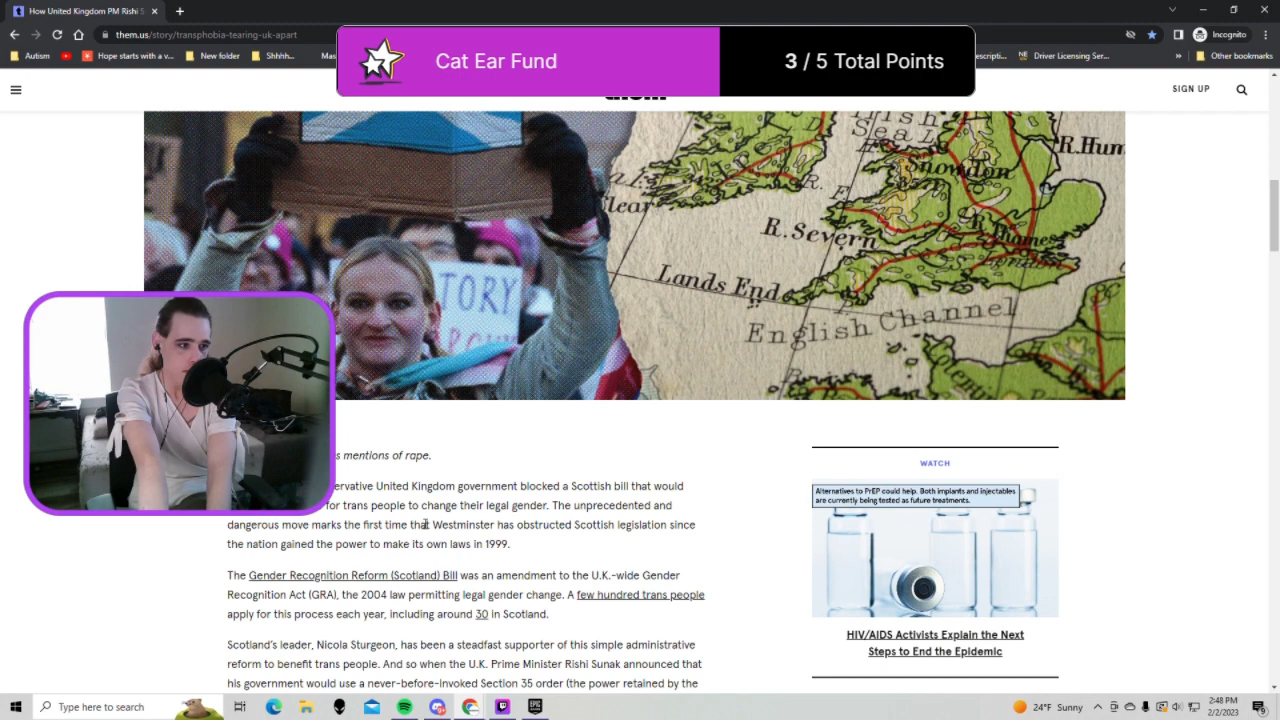 How JK Rowling and 5
them.us/story/transphobia-tearing-uk-apart
Incognito
Autism
Hope starts with a v...
Driver Licensing Ser...
Other bookmarks
Cat Ear Fund
3 / 5 Total Points
SIGN UP
R.Hum
Snowdon
R. Severn
R. Thames
Lands End
English Channel
TORY
s mentions of rape.
ervative United Kingdom government blocked a Scottish bill that would
for trans people to change their legal gender. The unprecedented and
dangerous move marks the first time that Westminster has obstructed Scottish legislation since
the nation gained the power to make its own laws in 1999.
The Gender Recognition Reform (Scotland) Bill was an amendment to the U.K.-wide Gender
Recognition Act (GRA), the 2004 law permitting legal gender change. A few hundred trans people
apply for this process each year, including around 30 in Scotland.
Scotland's leader, Nicola Sturgeon, has been a steadfast supporter of this simple administrative
reform to benefit trans people. And so when the U.K. Prime Minister Rishi Sunak announced that
his government would use a never-before-invoked Section 35 order (the power retained by the
WATCH
Alternatives to PrEP could help. Both implants and injectables
are currently being tested as future treatments.
HIV/AIDS Activists Explain the Next
Steps to End the Epidemic
Type here to search
24°F Sunny
2:48 PM
2/2/2023